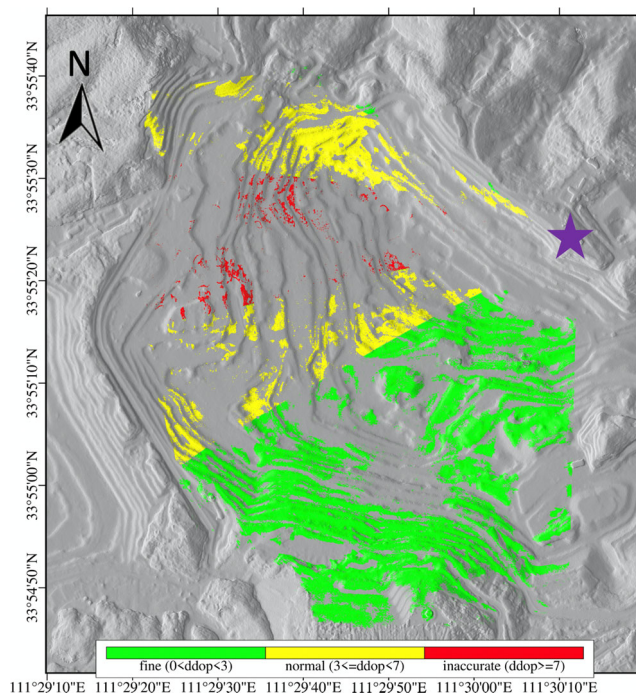 N
33°55'40"N
33°55'30"N
33°55'20"N
33°55'10"N
33°55'00"N
33°54'50"N
fine (0<ddop<3) normal (3<=ddop<7) inaccurate (ddop>=7)
111°29'10"E 111°29'20"E 111°29'30"E 111°29'40"E 111°29'50"E 111°30'00"E 111°30'10"E